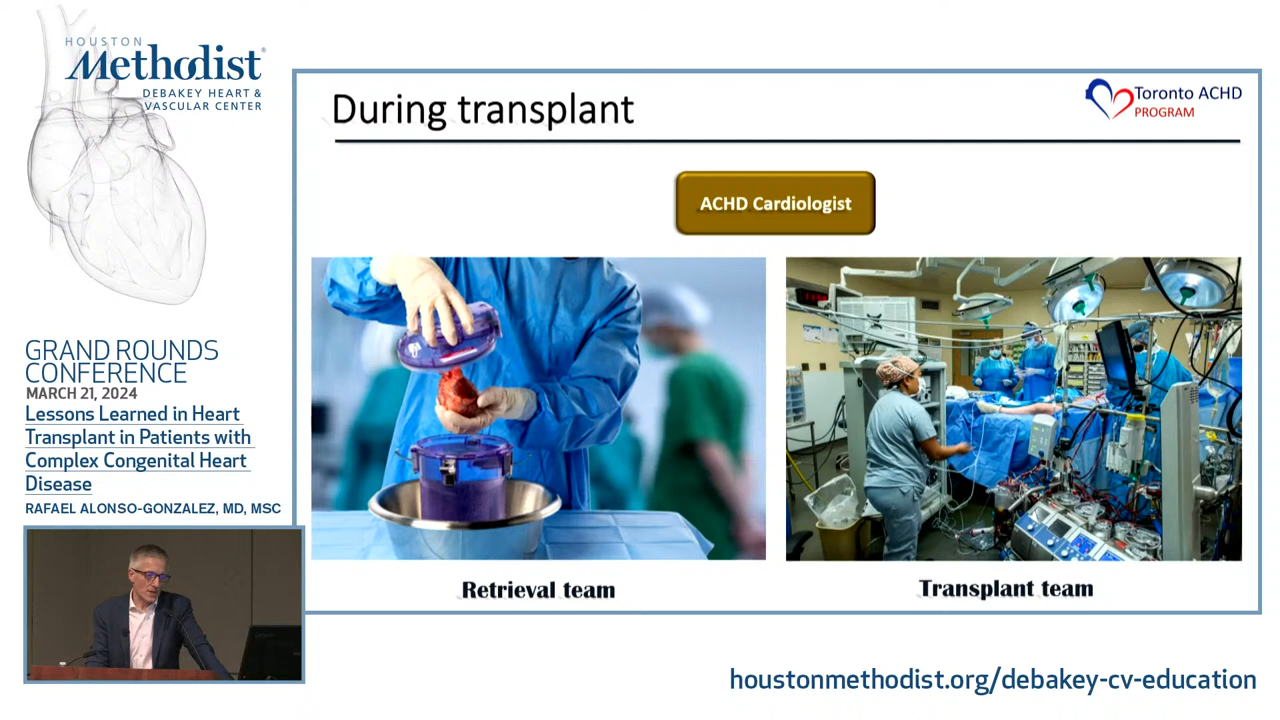 HOUSTON
Methodist
DEBAKEY HEART &
VASCULAR CENTER
GRAND ROUNDS
CONFERENCE
MARCH 21, 2024
Lessons Learned in Heart
Transplant in Patients with
Complex Congenital Heart
Disease
RAFAEL ALONSO-GONZALEZ, MD, MSC
During transplant
Toronto ACHD
PROGRAM
ACHD Cardiologist
Retrieval team
Transplant team
houstonmethodist.org/debakey-cv-education